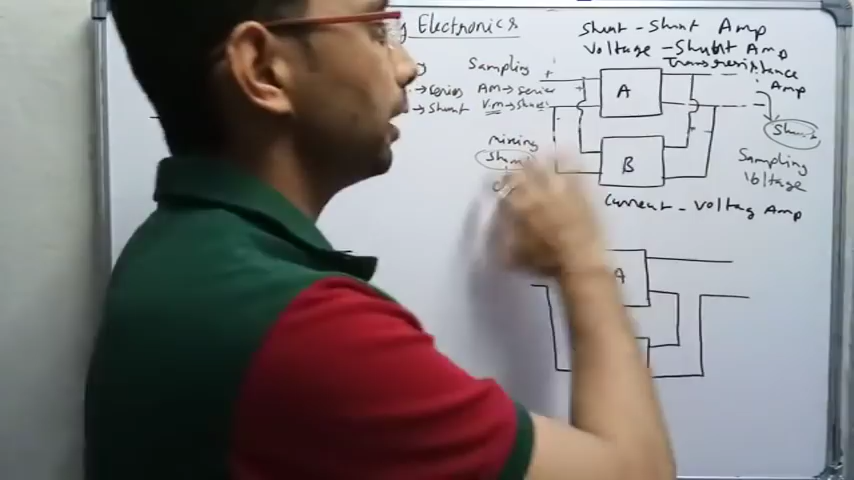 Electronics
Shunt - Shunt Amp
Voltage - Shunt Amp
Transresistance
Amp
Sampling
→ series Am → series
→ shunt Vm → Shunt
A
Shunt
mixing
Shunt
B
Sampling
Voltage
Current - Voltag Amp
A